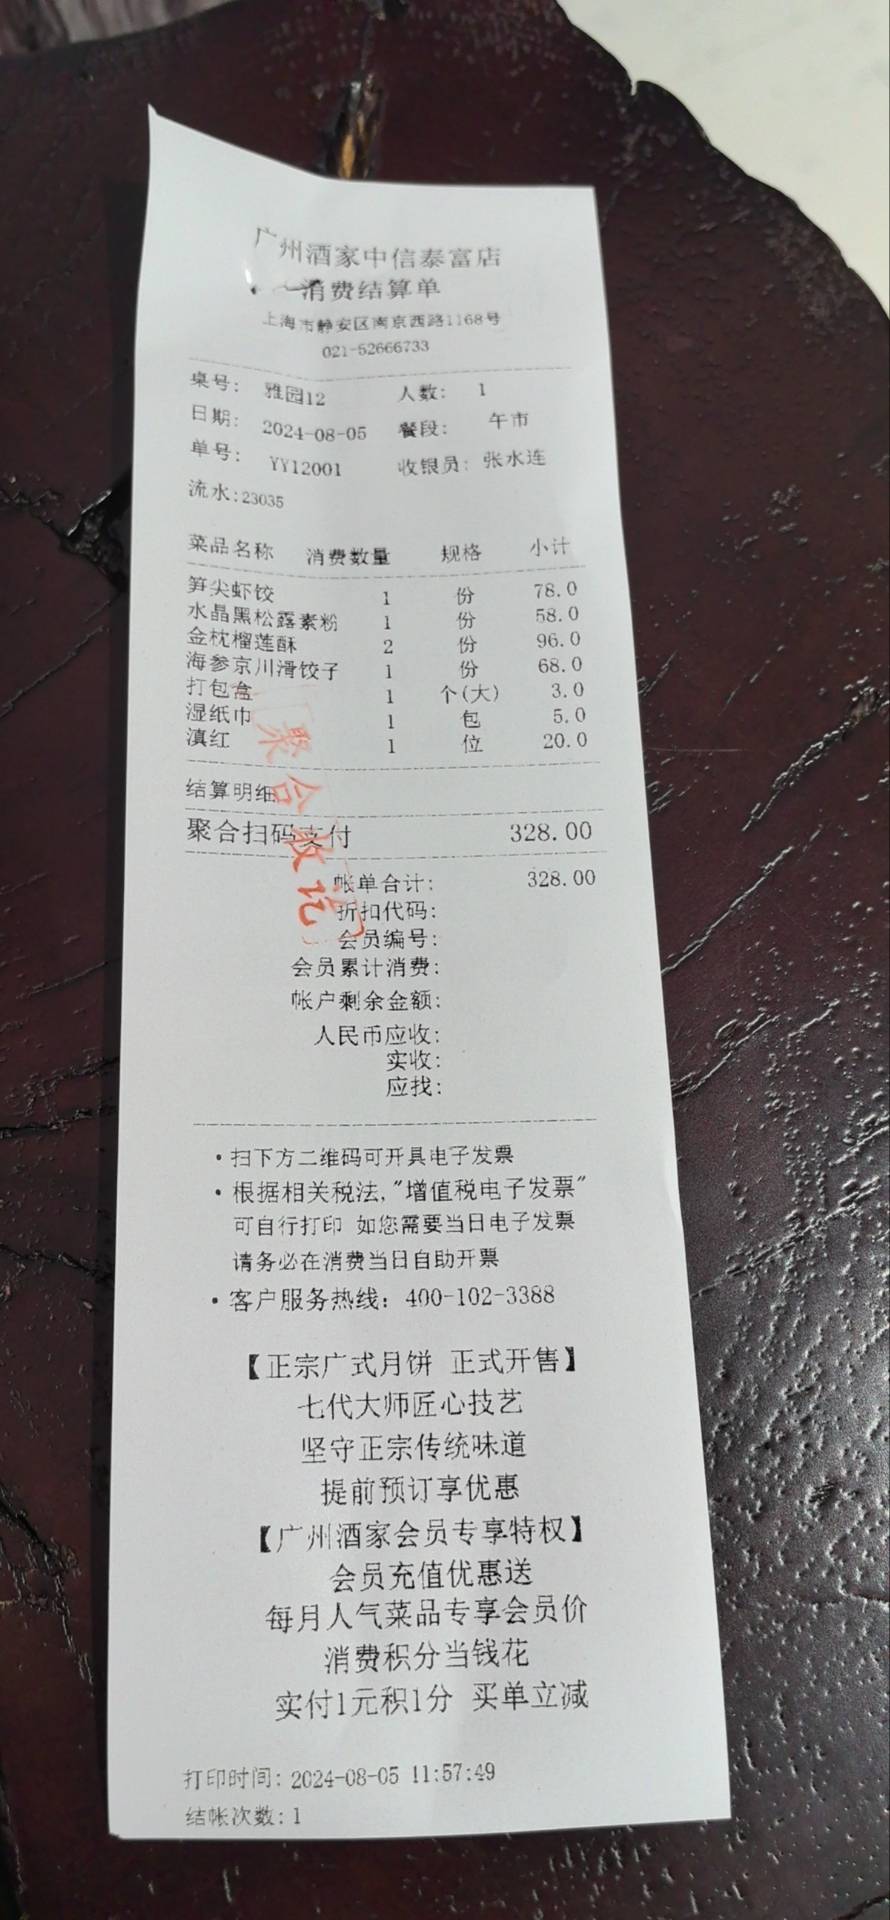 广州酒家中信泰富店
消费结算单
上海市静安区南京西路1168号
021-52666733
桌号: 雅园12 人数: 1
日期: 2024-08-05 餐段: 午市
单号: YY12001 收银员: 张水连
流水:23035
菜品名称 消费数量 规格 小计
笋尖虾饺 1 份 78.0
水晶黑松露素粉 1 份 58.0
金枕榴莲酥 2 份 96.0
海参京川滑饺子 1 份 68.0
打包盒 1 个(大) 3.0
湿纸巾 1 包 5.0
滇红 1 位 20.0
结算明细
聚合扫码支付 328.00
聚合收讫
帐单合计: 328.00
折扣代码:
会员编号:
会员累计消费:
帐户剩余金额:
人民币应收:
实收:
应找:
·扫下方二维码可开具电子发票
·根据相关税法,"增值税电子发票"
可自行打印 如您需要当日电子发票
请务必在消费当日自助开票
·客户服务热线: 400-102-3388
【正宗广式月饼 正式开售】
七代大师匠心技艺
坚守正宗传统味道
提前预订享优惠
【广州酒家会员专享特权】
会员充值优惠送
每月人气菜品专享会员价
消费积分当钱花
实付1元积1分 买单立减
打印时间: 2024-08-05 11:57:49
结帐次数: 1